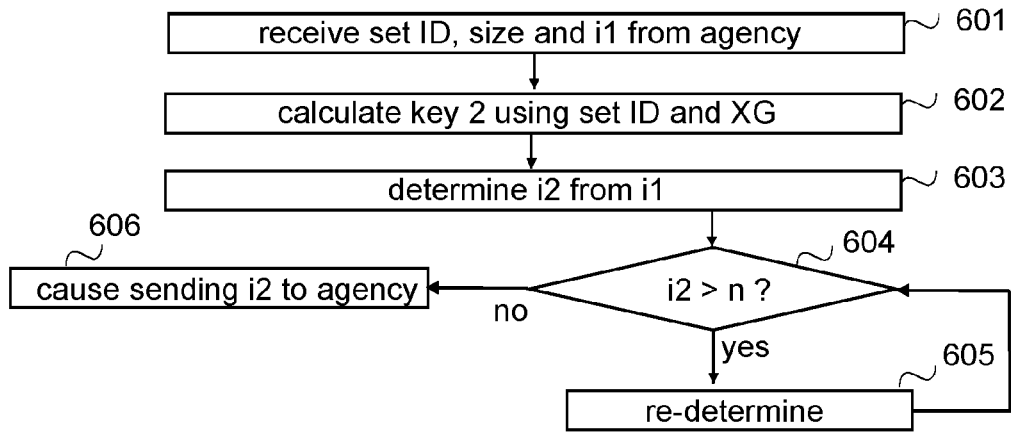 receive set ID, size and i1 from agency
601
calculate key 2 using set ID and XG
602
determine i2 from i1
603
606
604
cause sending i2 to agency
i2 > n ?
no
yes
605
re-determine